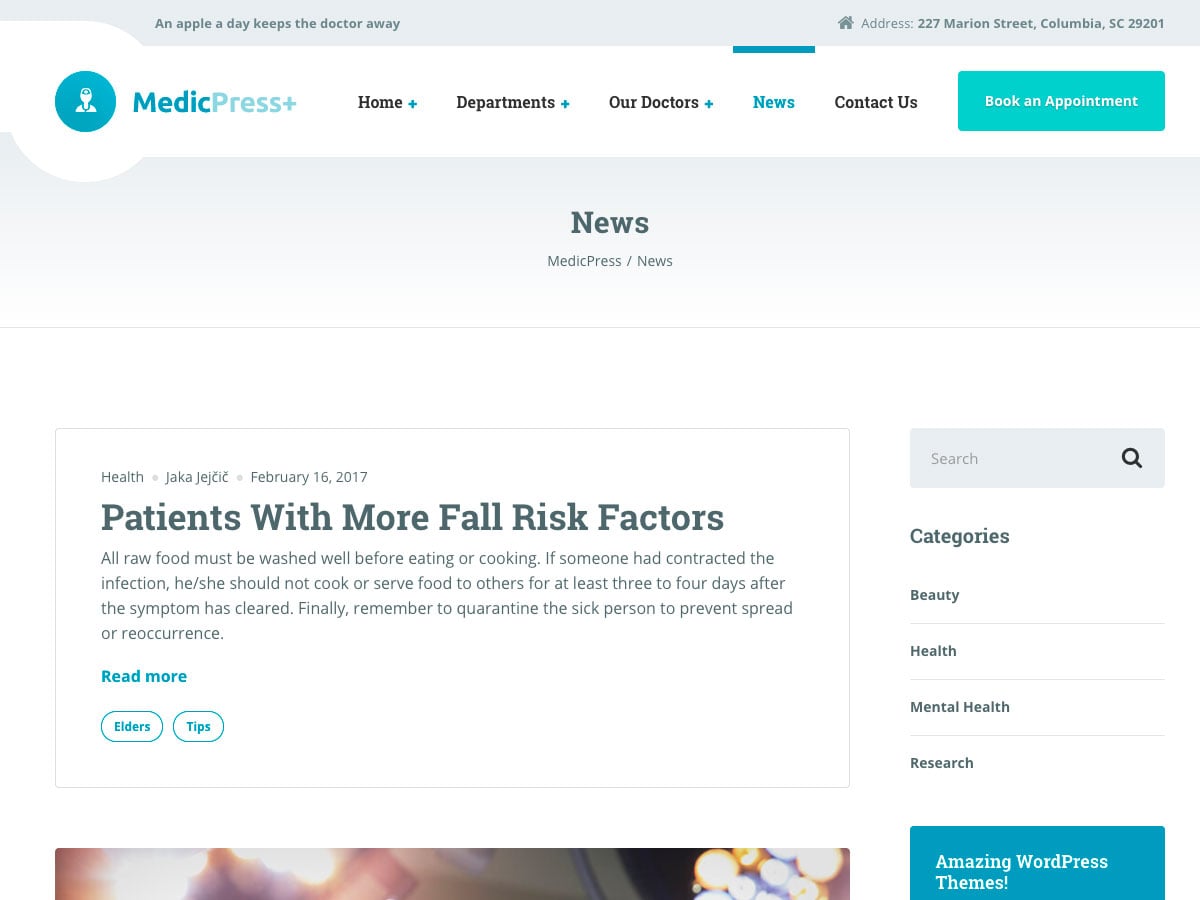 An apple a day keeps the doctor away
Address: 227 Marion Street, Columbia, SC 29201
MedicPress+
Home +
Departments +
Our Doctors +
News
Contact Us
Book an Appointment
News
MedicPress / News
Health • Jaka Jejčič • February 16, 2017
Patients With More Fall Risk Factors
All raw food must be washed well before eating or cooking. If someone had contracted the
infection, he/she should not cook or serve food to others for at least three to four days after
the symptom has cleared. Finally, remember to quarantine the sick person to prevent spread
or reoccurrence.
Read more
Elders
Tips
Search
Categories
Beauty
Health
Mental Health
Research
Amazing WordPress
Themes!